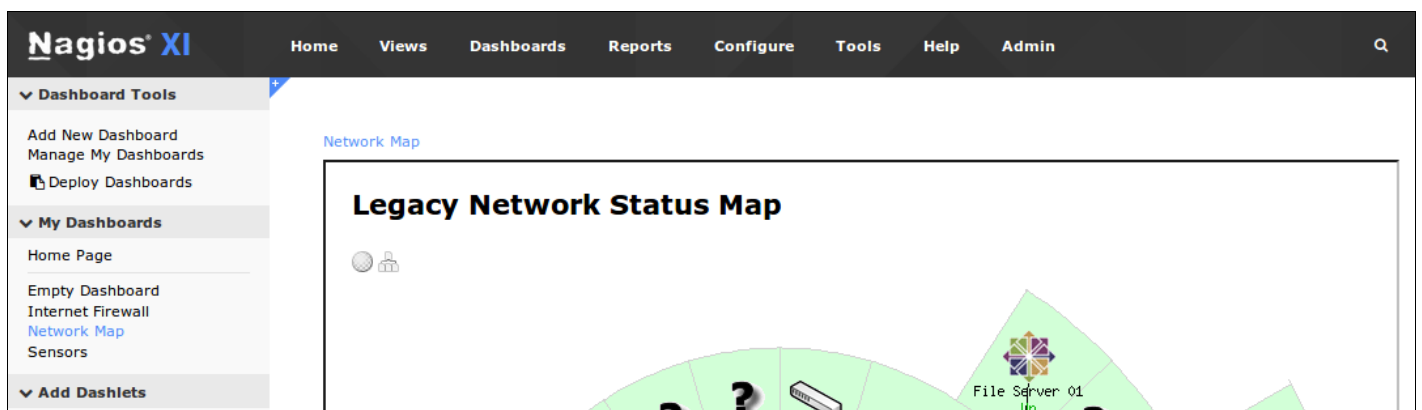 Nagios XI
Home Views Dashboards Reports Configure Tools Help Admin
Dashboard Tools
Add New Dashboard
Manage My Dashboards
Deploy Dashboards
My Dashboards
Home Page
Empty Dashboard
Internet Firewall
Network Map
Sensors
Add Dashlets
Network Map
Legacy Network Status Map
File Server 01
Up